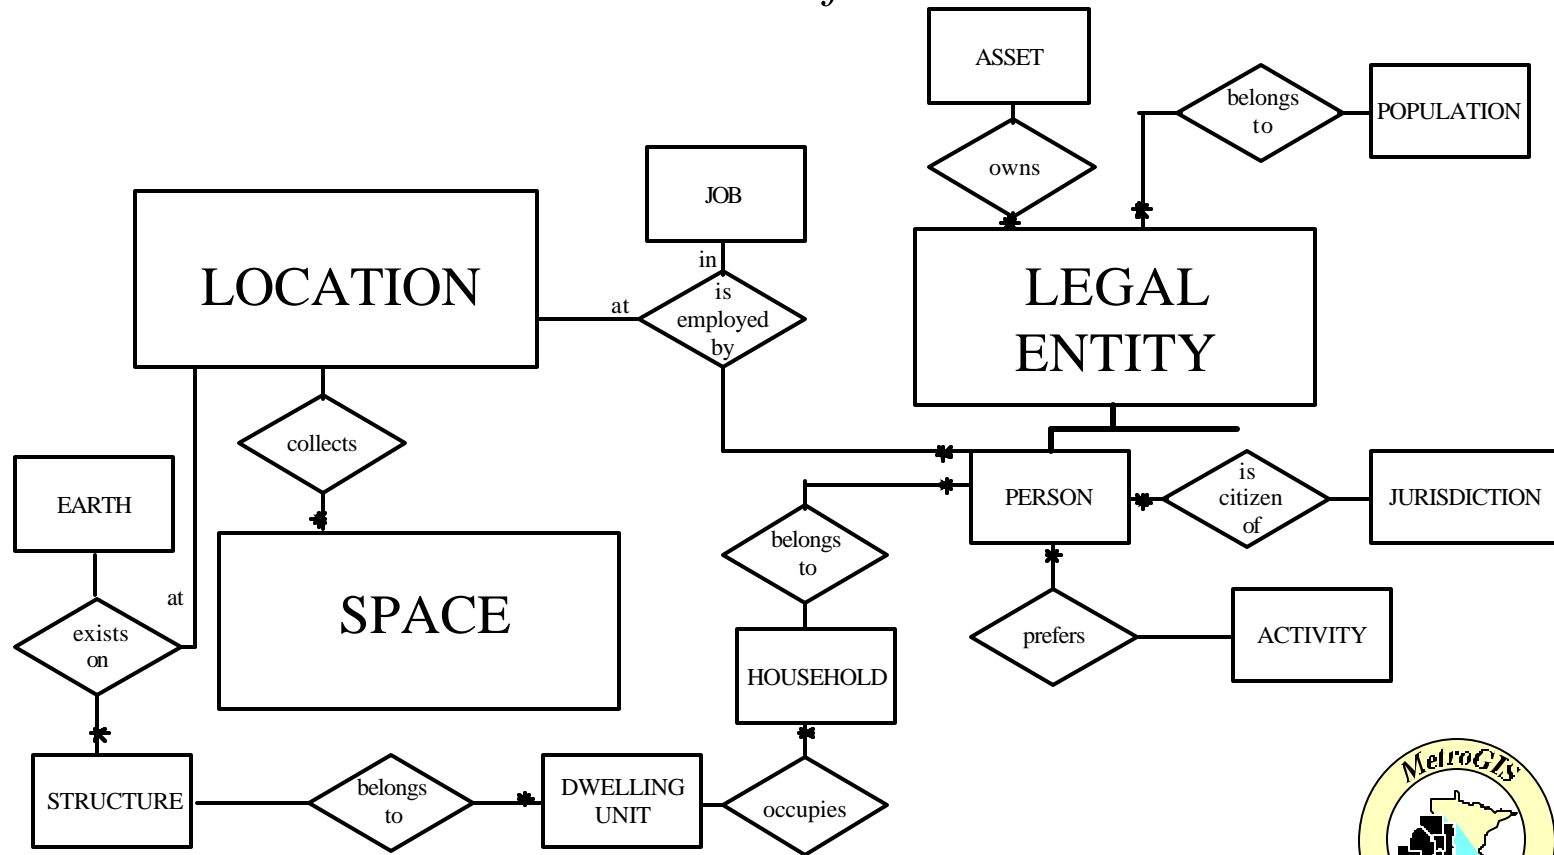 ASSET
belongs
to
POPULATION
owns
JOB
in
LOCATION
at
is
employed
by
LEGAL
ENTITY
collects
EARTH
at
exists
on
SPACE
belongs
to
PERSON
is
citizen
of
JURISDICTION
prefers
ACTIVITY
HOUSEHOLD
STRUCTURE
belongs
to
DWELLING
UNIT
occupies
MetroGIS